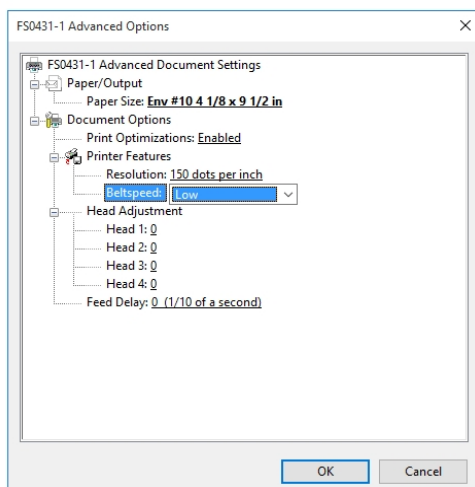 FS0431-1 Advanced Options
FS0431-1 Advanced Document Settings
Paper/Output
Paper Size: Env #10 4 1/8 x 9 1/2 in
Document Options
Print Optimizations: Enabled
Printer Features
Resolution: 150 dots per inch
Beltspeed: Low
Head Adjustment
Head 1: 0
Head 2: 0
Head 3: 0
Head 4: 0
Feed Delay: 0 (1/10 of a second)
OK Cancel